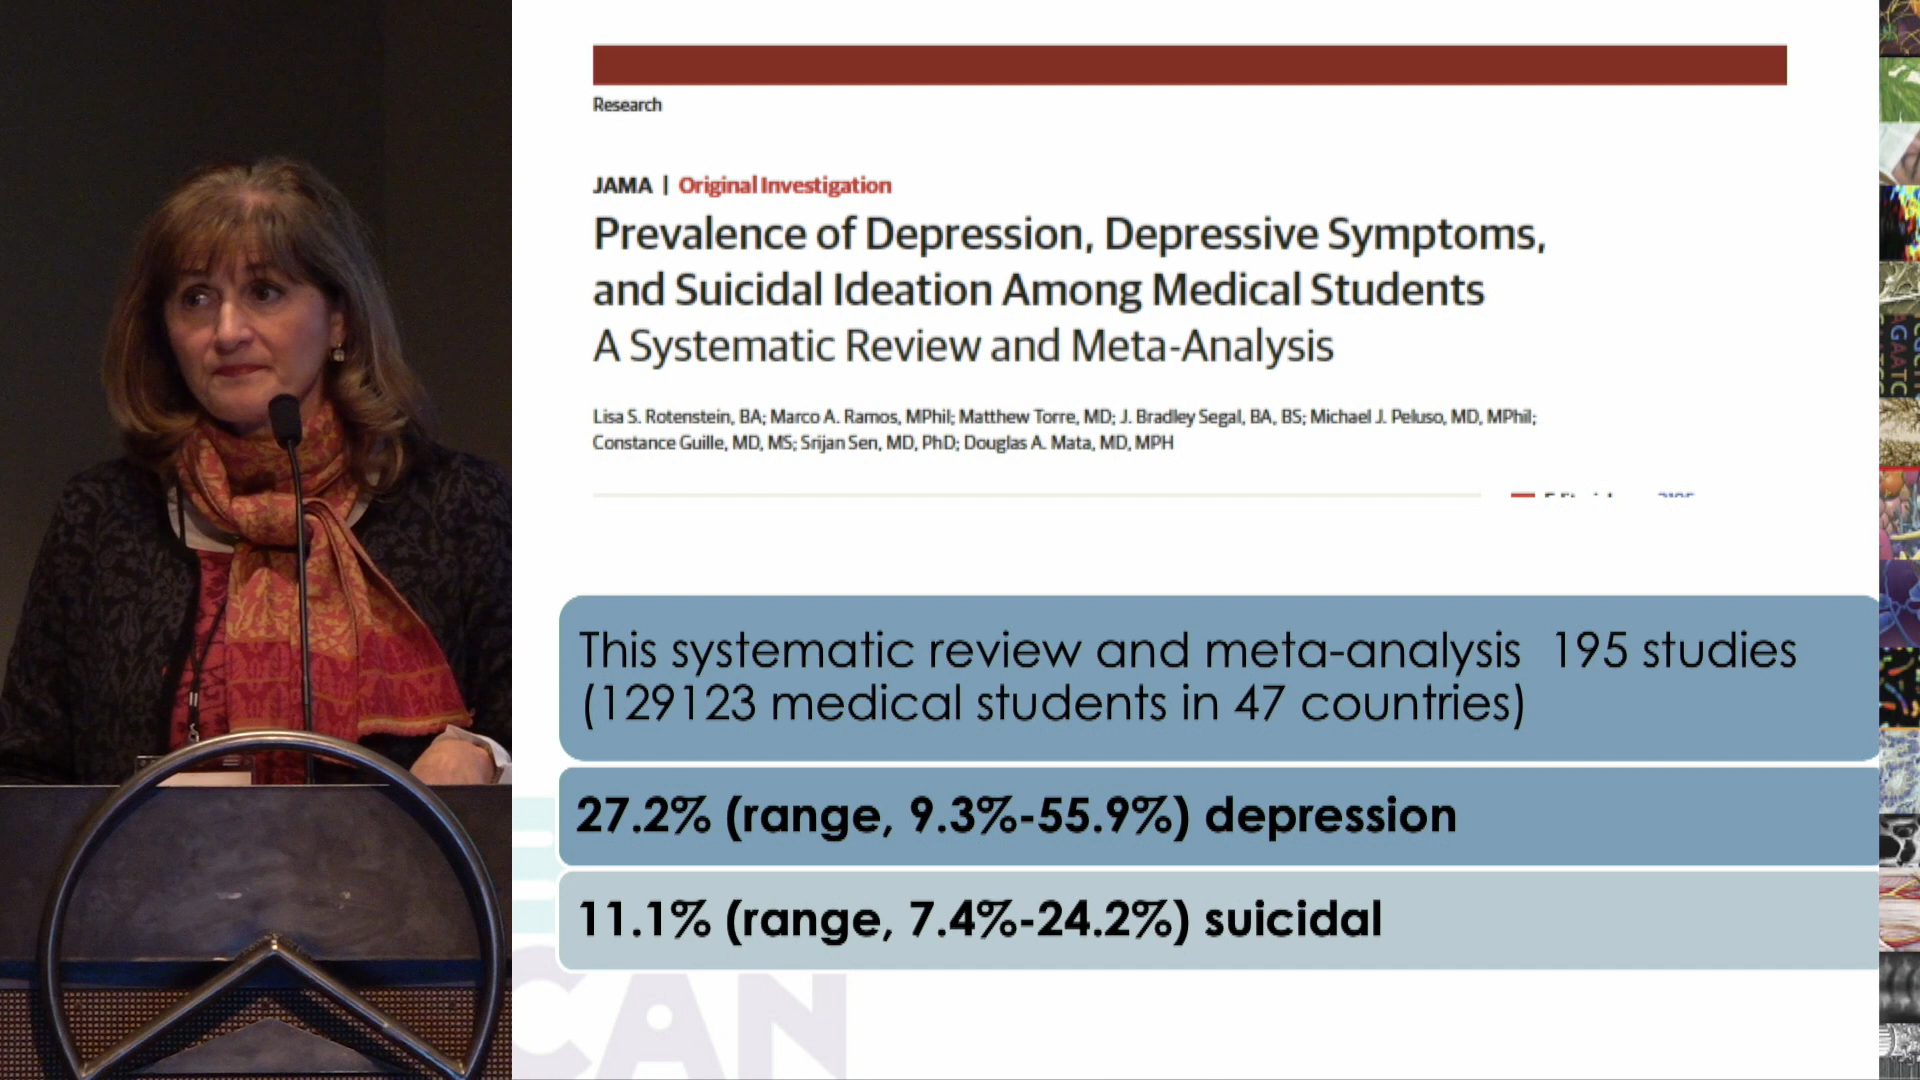 Research
JAMA | Original Investigation
Prevalence of Depression, Depressive Symptoms,
and Suicidal Ideation Among Medical Students
A Systematic Review and Meta-Analysis
Lisa S. Rotenstein, BA; Marco A. Ramos, MPhil; Matthew Torre, MD; J. Bradley Segal, BA, BS; Michael J. Peluso, MD, MPhil;
Constance Guille, MD, MS; Srijan Sen, MD, PhD; Douglas A. Mata, MD, MPH
This systematic review and meta-analysis 195 studies
(129123 medical students in 47 countries)
27.2% (range, 9.3%-55.9%) depression
11.1% (range, 7.4%-24.2%) suicidal
CAN